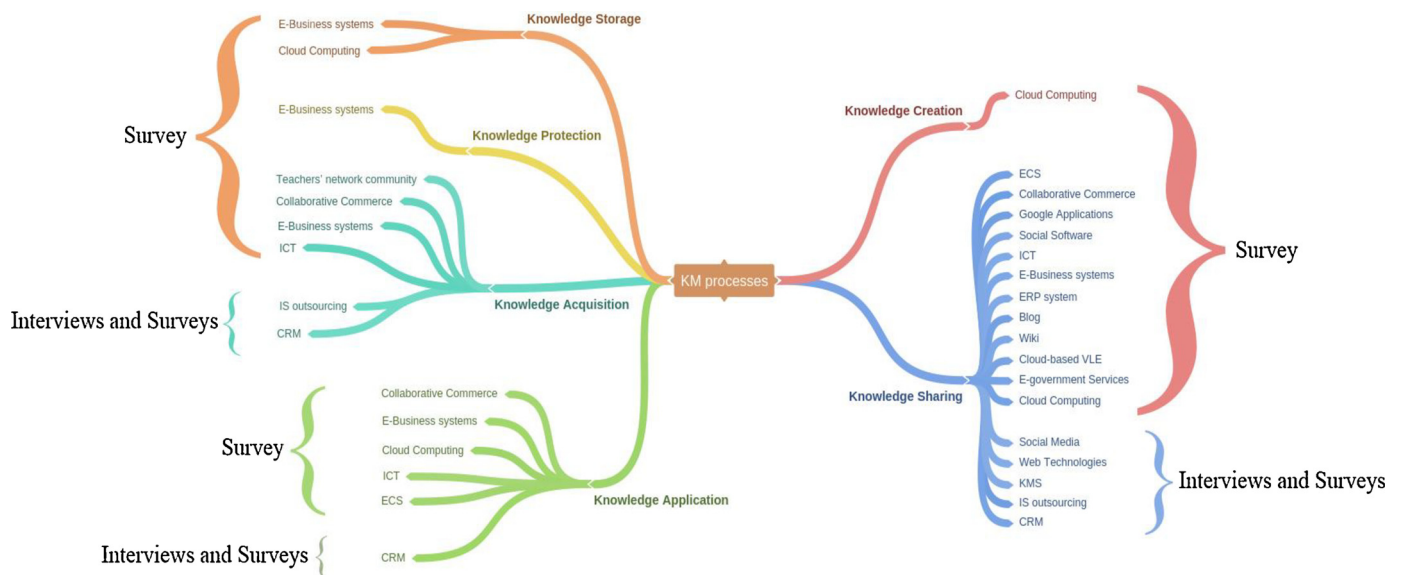 Knowledge Storage
E-Business systems
Cloud Computing
E-Business systems
Knowledge Protection
Survey
Teachers' network community
Collaborative Commerce
E-Business systems
ICT
Knowledge Acquisition
IS outsourcing
CRM
Interviews and Surveys
Collaborative Commerce
E-Business systems
Cloud Computing
ICT
ECS
Knowledge Application
Survey
CRM
Interviews and Surveys
KM processes
Knowledge Creation
Cloud Computing
ECS
Collaborative Commerce
Google Applications
Social Software
ICT
E-Business systems
ERP system
Blog
Wiki
Cloud-based VLE
E-government Services
Cloud Computing
Survey
Knowledge Sharing
Social Media
Web Technologies
KMS
IS outsourcing
CRM
Interviews and Surveys